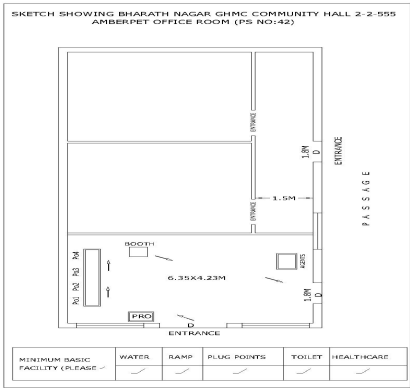 SKETCH SHOWING BHARATH NAGAR GHMC COMMUNITY HALL 2-2-555
AMBERPET OFFICE ROOM (PS NO:42)
ENTRANCE
1.8M
D
ENTRANCE
PASSAGE
1.5M
ENTRANCE
BOOTH
Po4
Po3
Po2
Po1
6.35X4.23M
AGENTS
1.8M
D
PRO
D
ENTRANCE
MINIMUM BASIC
FACILITY (PLEASE ✓
WATER
RAMP
PLUG POINTS
TOILET
HEALTHCARE
✓ ✓ ✓ ✓ ✓